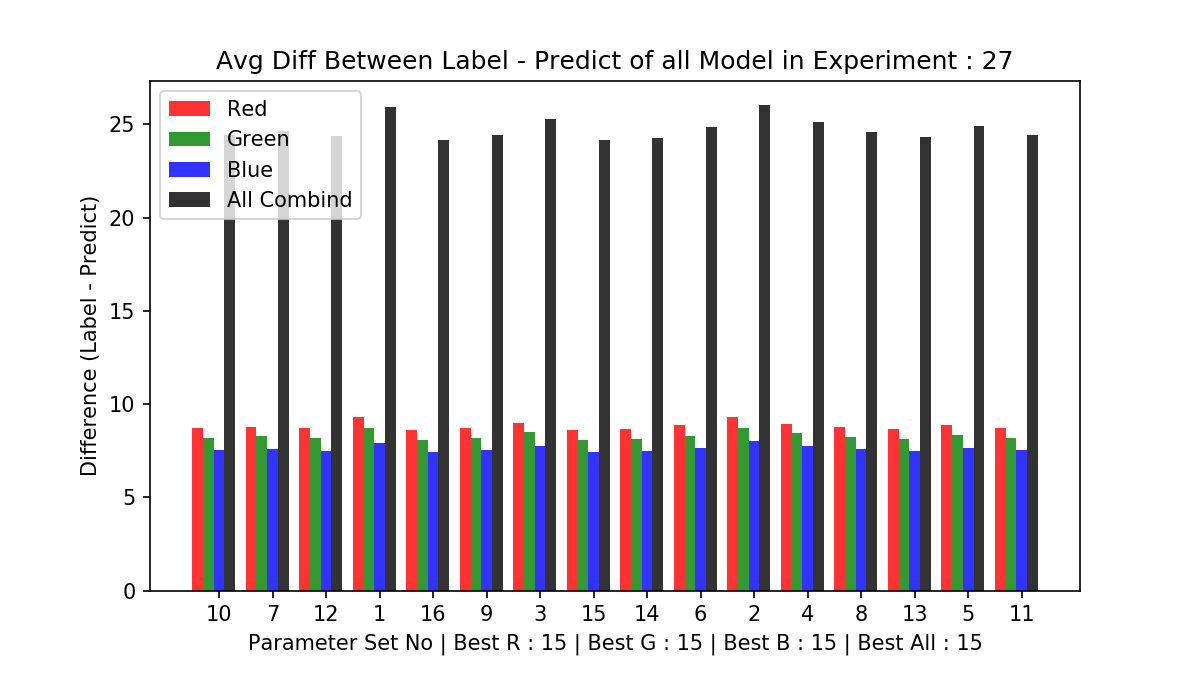 Avg Diff Between Label - Predict of all Model in Experiment : 27
Red
Green
Blue
All Combind
Difference (Label - Predict)
25
20
15
10
5
0
10 7 12 1 16 9 3 15 14 6 2 4 8 13 5 11
Parameter Set No | Best R : 15 | Best G : 15 | Best B : 15 | Best All : 15